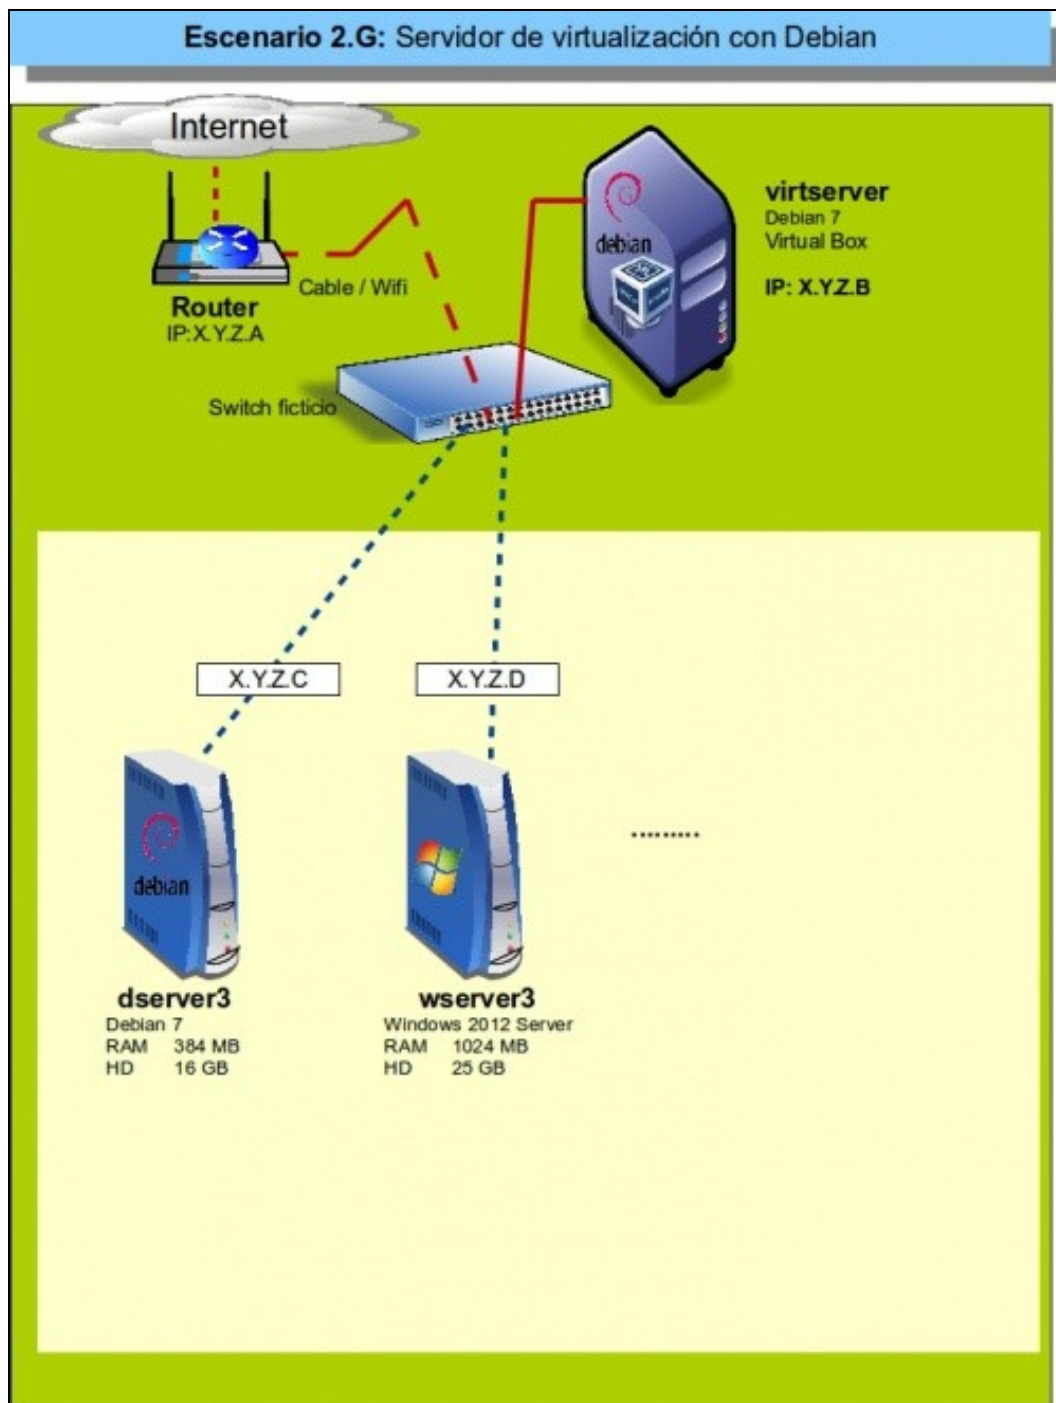 Escenario 2.G: Servidor de virtualización con Debian
Internet
Router
IP:X.Y.Z.A
Cable / Wifi
debian
virtserver
Debian 7
Virtual Box
IP: X.Y.Z.B
Switch ficticio
X.Y.Z.C
X.Y.Z.D
debian
.........
dserver3
Debian 7
RAM 384 MB
HD 16 GB
wserver3
Windows 2012 Server
RAM 1024 MB
HD 25 GB